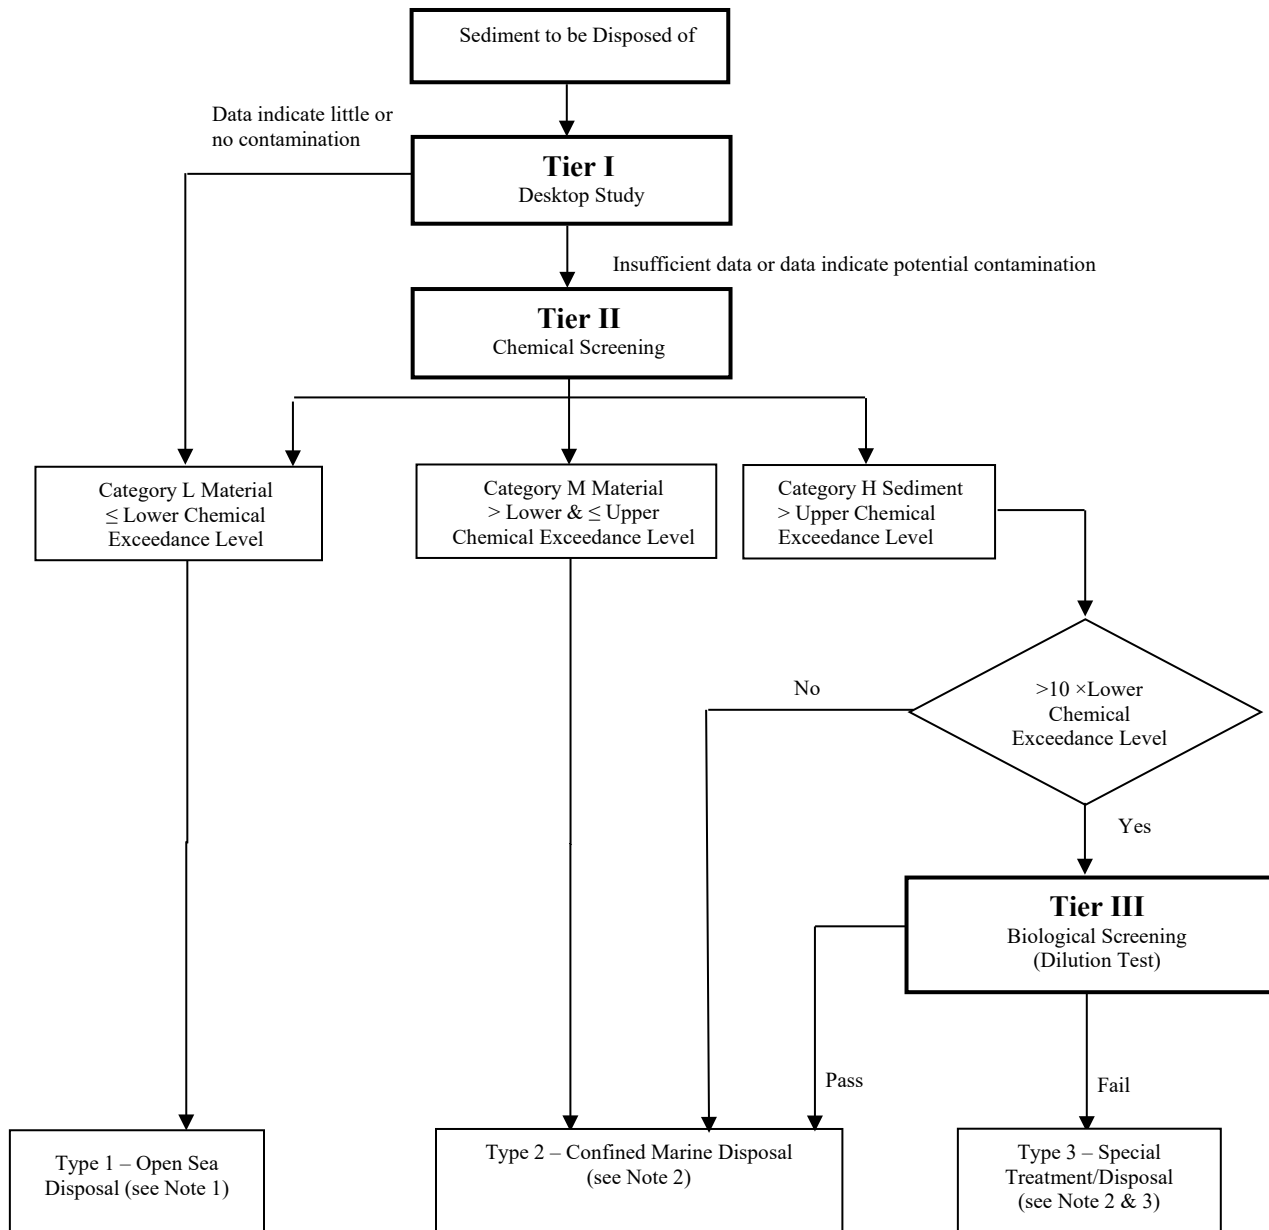 Sediment to be Disposed of
Data indicate little or
no contamination
Tier I
Desktop Study
Insufficient data or data indicate potential contamination
Tier II
Chemical Screening
Category L Material
≤ Lower Chemical
Exceedance Level
Category M Material
> Lower & ≤ Upper
Chemical Exceedance Level
Category H Sediment
> Upper Chemical
Exceedance Level
>10 ×Lower
Chemical
Exceedance Level
No
Yes
Tier III
Biological Screening
(Dilution Test)
Pass
Fail
Type 1 – Open Sea
Disposal (see Note 1)
Type 2 – Confined Marine Disposal
(see Note 2)
Type 3 – Special
Treatment/Disposal
(see Note 2 & 3)